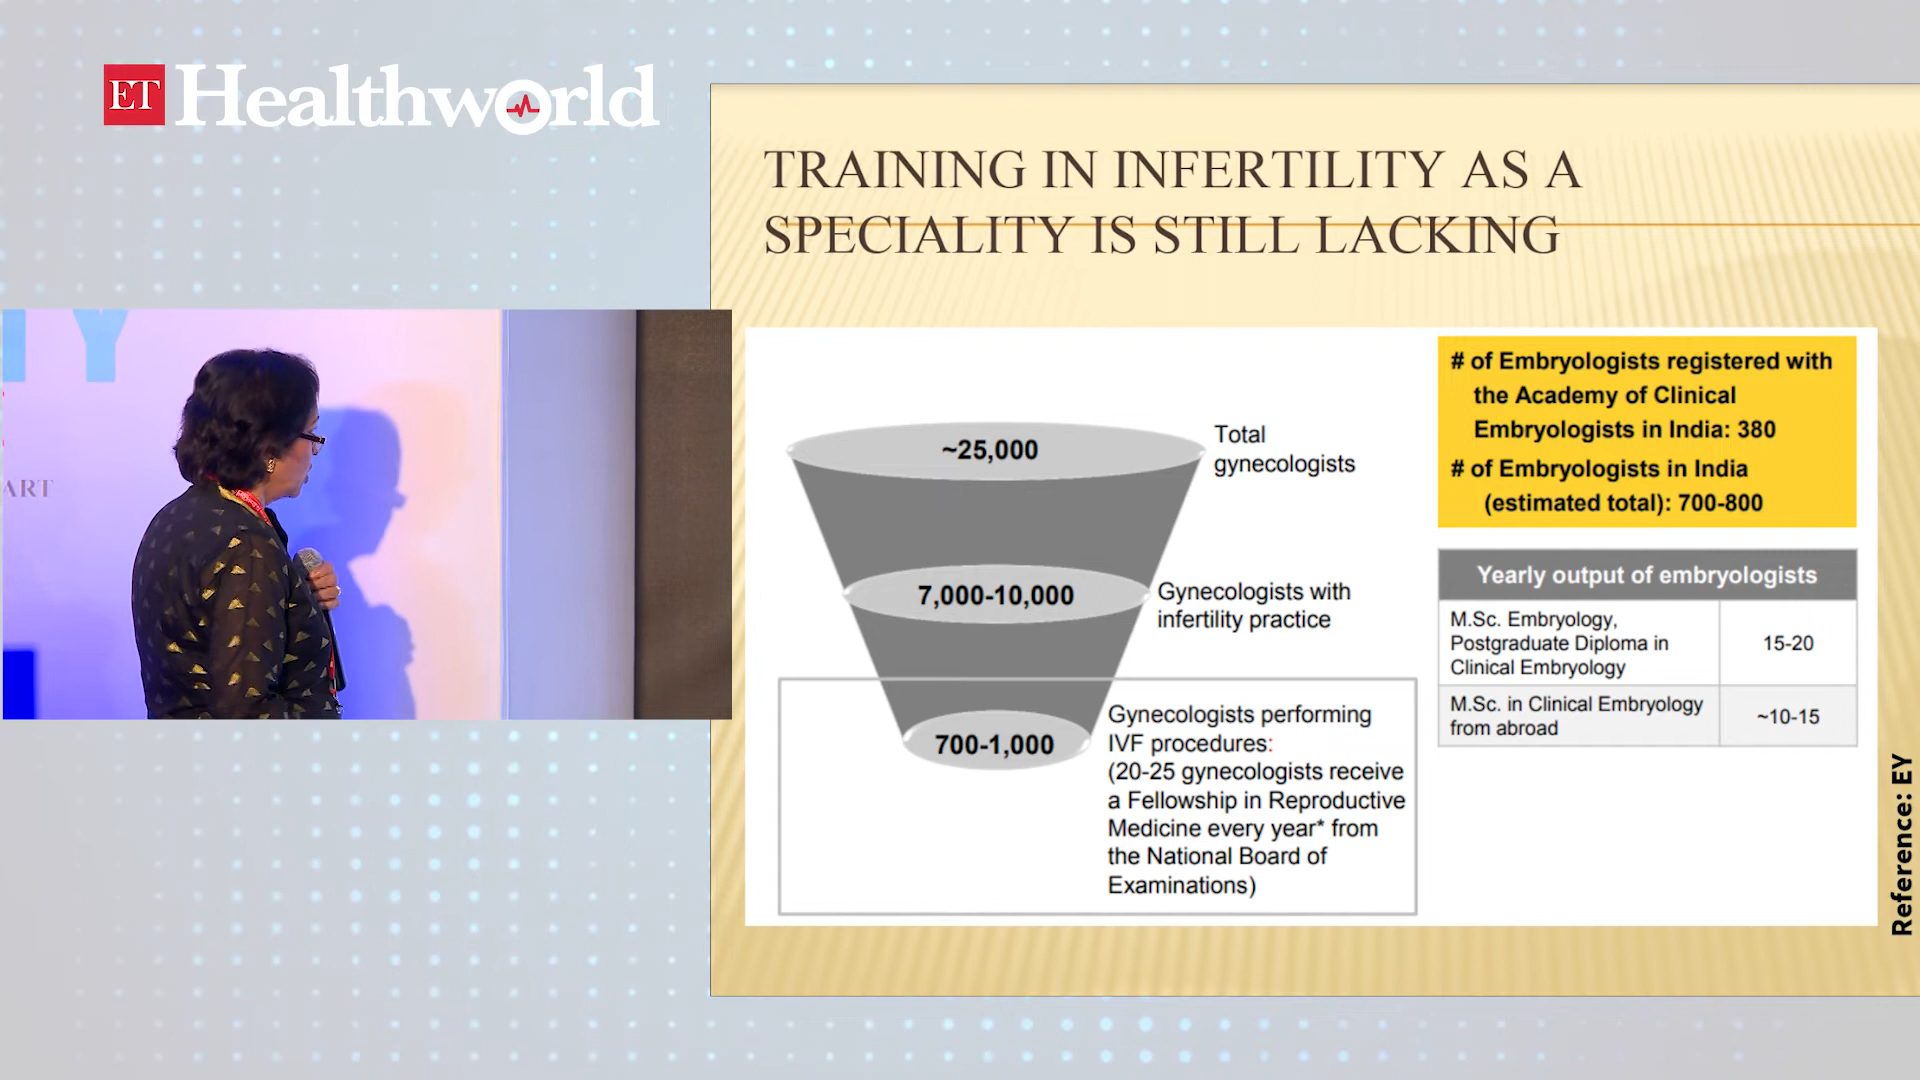 ET Healthworld
TRAINING IN INFERTILITY AS A
SPECIALITY IS STILL LACKING
~25,000
Total
gynecologists
7,000-10,000
Gynecologists with
infertility practice
700-1,000
Gynecologists performing
IVF procedures:
(20-25 gynecologists receive
a Fellowship in Reproductive
Medicine every year* from
the National Board of
Examinations)
# of Embryologists registered with
the Academy of Clinical
Embryologists in India: 380
# of Embryologists in India
(estimated total): 700-800
Yearly output of embryologists
M.Sc. Embryology,
Postgraduate Diploma in
Clinical Embryology
15-20
M.Sc. in Clinical Embryology
from abroad
~10-15
Reference: EY
Y
ART